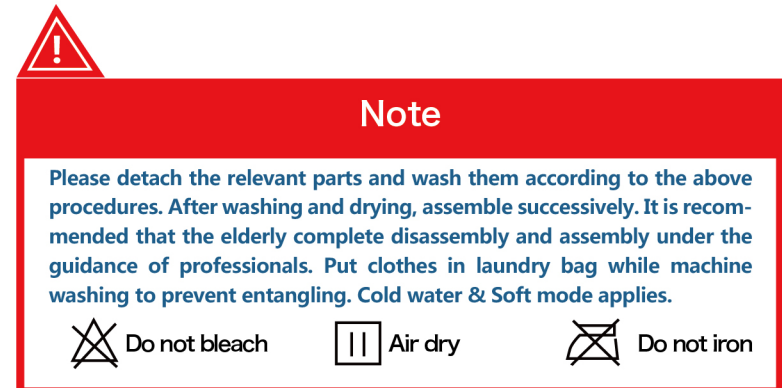 Note
Please detach the relevant parts and wash them according to the above
procedures. After washing and drying, assemble successively. It is recom-
mended that the elderly complete disassembly and assembly under the
guidance of professionals. Put clothes in laundry bag while machine
washing to prevent entangling. Cold water & Soft mode applies.
Do not bleach Air dry Do not iron